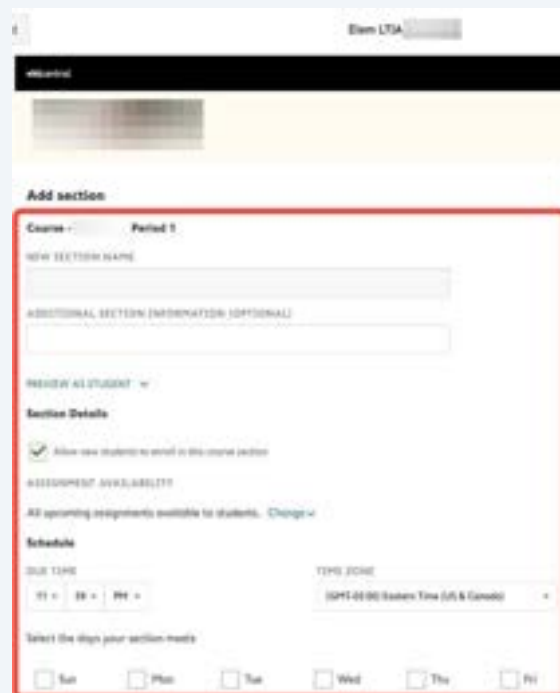 Elom LTIA
Add section
Course - Period 1
NEW SECTION NAME
ADDITIONAL SECTION INFORMATION (OPTIONAL)
PREVIEW AS STUDENT
Section Details
Allow new students to enroll in this course section
ASSIGNMENT AVAILABILITY
All upcoming assignments available to students. Change
Schedule
DUE TIME TIME ZONE
11 59 PM (GMT-05:00) Eastern Time (US & Canada)
Select the days your section meets
Sun Mon Tue Wed Thu Fri